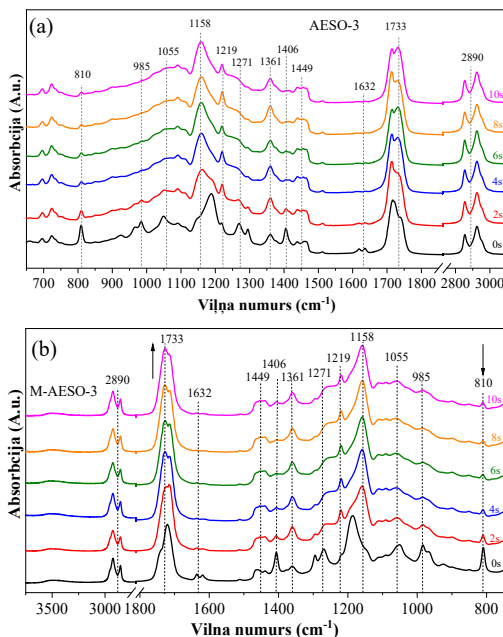 (a)
AESO-3
1158
1733
810
985
1055
1219
1271
1361
1406
1449
1632
2890
10s
8s
6s
4s
2s
0s
Absorbcija (A.u.)
700 800 900 1000 1100 1200 1300 1400 1500 1600 1700 1800 2800 2900 3000
Viļņa numurs (cm⁻¹)
(b)
M-AESO-3
2890
1733
1632
1449
1406
1361
1271
1219
1158
1055
985
810
10s
8s
6s
4s
2s
0s
Absorbcija (A.u.)
3500 3000 1800 1600 1400 1200 1000 800
Vilna numurs (cm⁻¹)